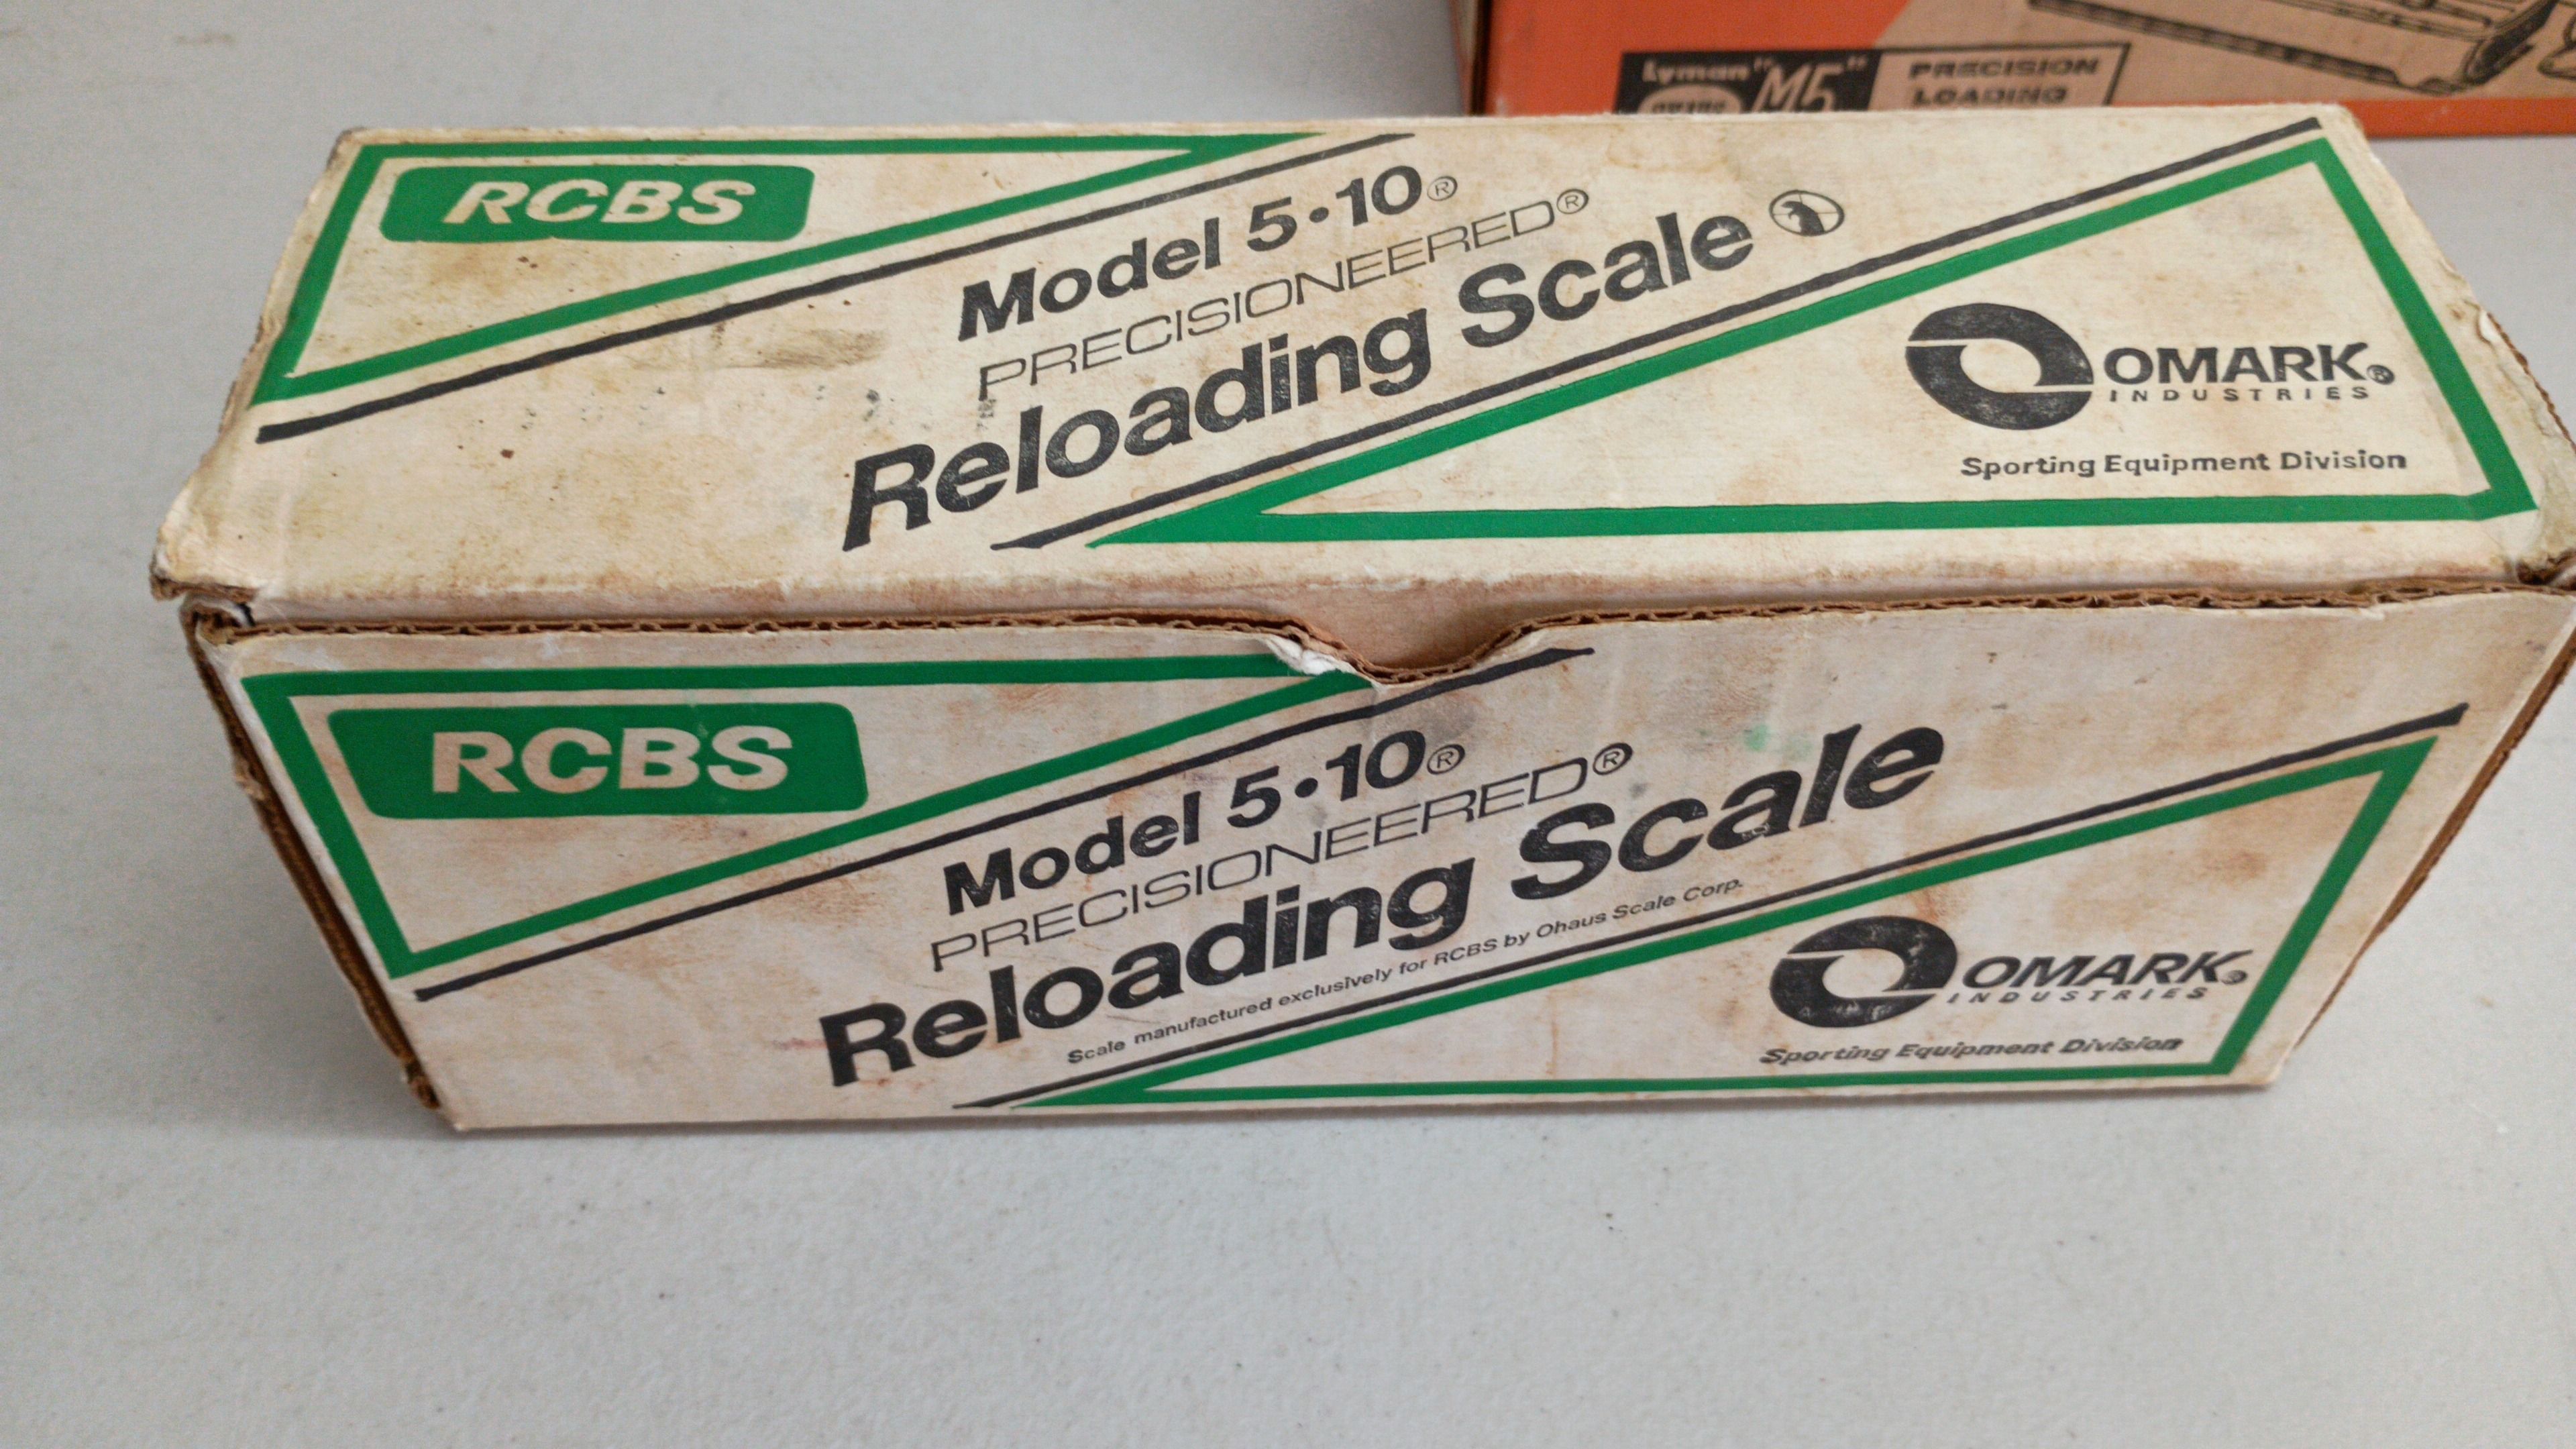 Lyman "M5"
PRECISION
LOADING
RCBS
Model 5•10®
PRECISIONEERED®
Reloading Scale
OMARK®
INDUSTRIES
Sporting Equipment Division
RCBS
Model 5•10®
PRECISIONEERED®
Reloading Scale
Scale manufactured exclusively for RCBS by Ohaus Scale Corp.
OMARK®
INDUSTRIES
Sporting Equipment Division